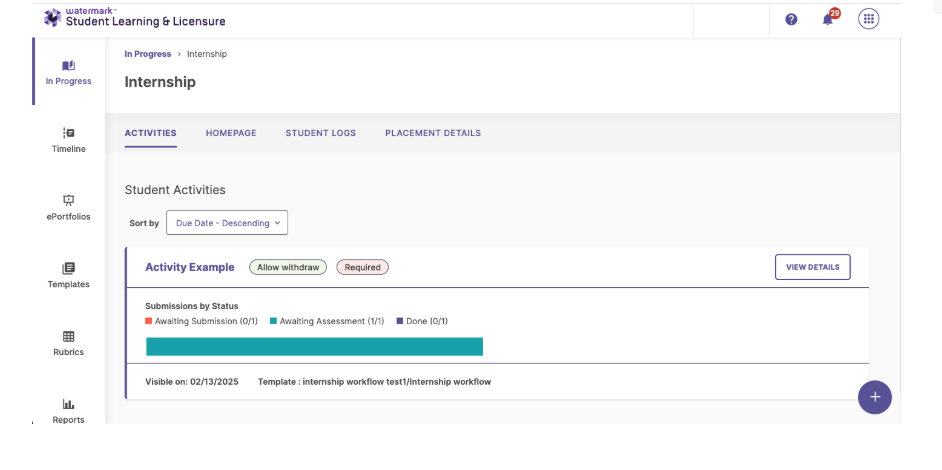 watermark™
Student Learning & Licensure
29
In Progress
Timeline
ePortfolios
Templates
Rubrics
Reports
In Progress > Internship
Internship
ACTIVITIES HOMEPAGE STUDENT LOGS PLACEMENT DETAILS
Student Activities
Sort by Due Date - Descending
Activity Example Allow withdraw Required VIEW DETAILS
Submissions by Status
Awaiting Submission (0/1) Awaiting Assessment (1/1) Done (0/1)
Visible on: 02/13/2025 Template : internship workflow test1/Internship workflow